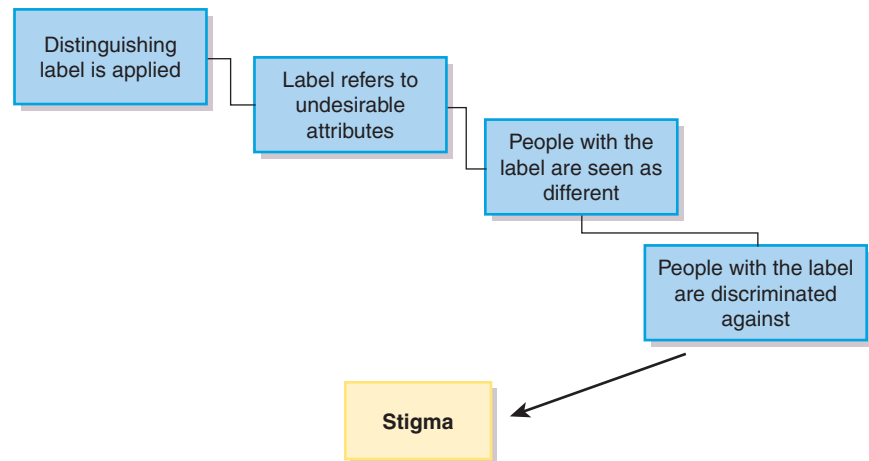 Distinguishing
label is applied
Label refers to
undesirable
attributes
People with the
label are seen as
different
People with the label
are discriminated
against
Stigma